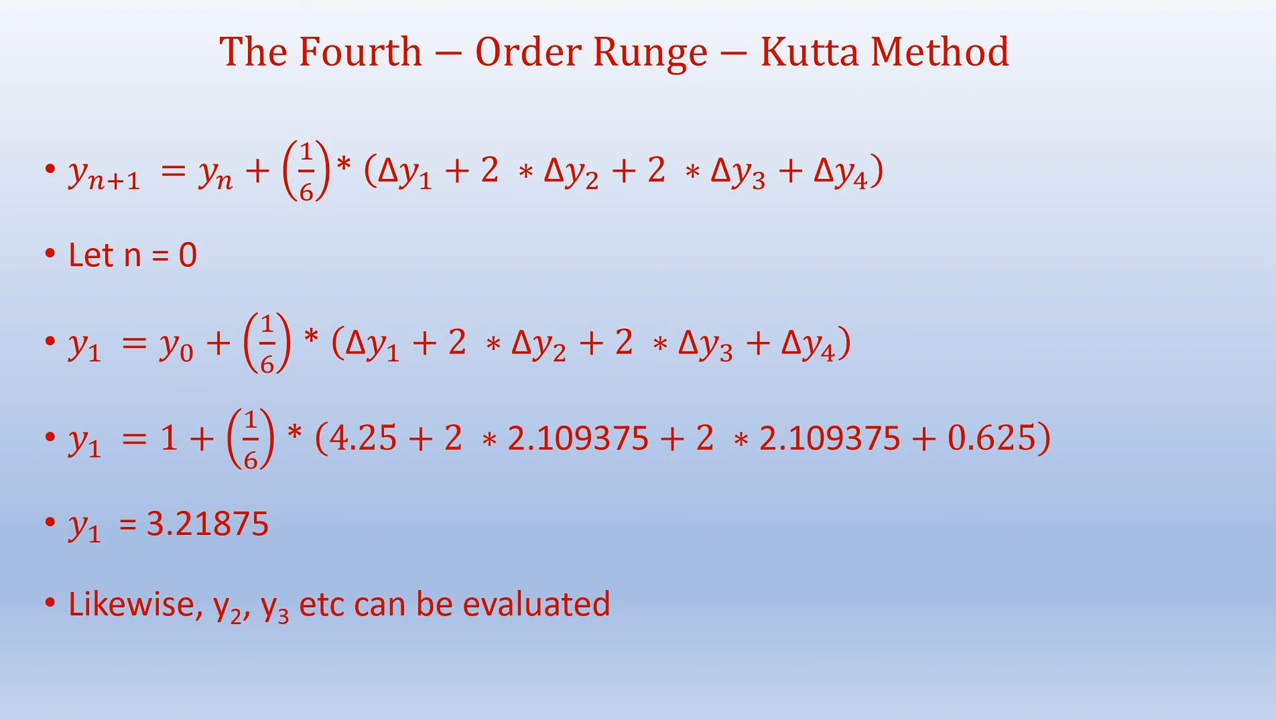 The Fourth − Order Runge − Kutta Method
• yₙ₊₁ = yₙ + (1/6) * (Δy₁ + 2 * Δy₂ + 2 * Δy₃ + Δy₄)
• Let n = 0
• y₁ = y₀ + (1/6) * (Δy₁ + 2 * Δy₂ + 2 * Δy₃ + Δy₄)
• y₁ = 1 + (1/6) * (4.25 + 2 * 2.109375 + 2 * 2.109375 + 0.625)
• y₁ = 3.21875
• Likewise, y₂, y₃ etc can be evaluated